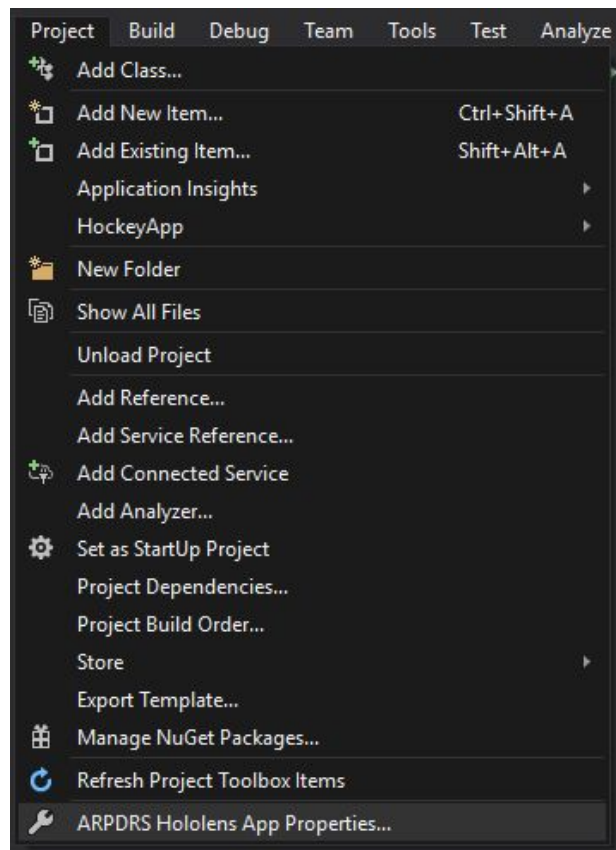 Project Build Debug Team Tools Test Analyze
Add Class...
Add New Item... Ctrl+Shift+A
Add Existing Item... Shift+Alt+A
Application Insights
HockeyApp
New Folder
Show All Files
Unload Project
Add Reference...
Add Service Reference...
Add Connected Service
Add Analyzer...
Set as StartUp Project
Project Dependencies...
Project Build Order...
Store
Export Template...
Manage NuGet Packages...
Refresh Project Toolbox Items
ARPDRS Hololens App Properties...